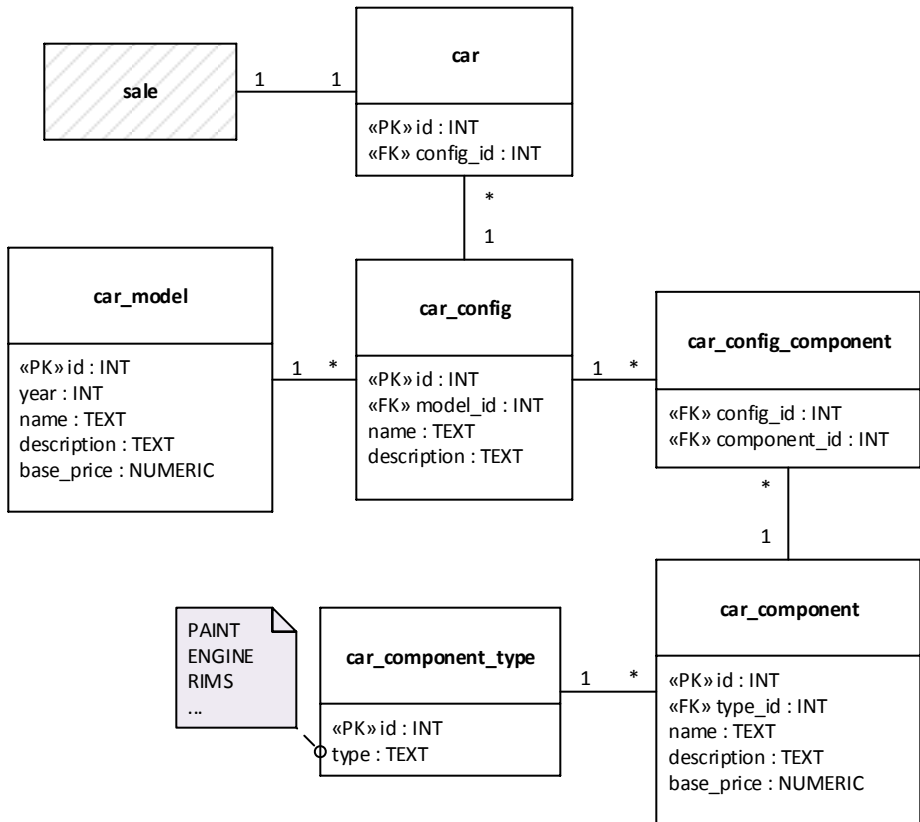 car
«PK» id : INT
«FK» config_id : INT
sale
1
1
*
1
car_model
«PK» id : INT
year : INT
name : TEXT
description : TEXT
base_price : NUMERIC
1
*
car_config
«PK» id : INT
«FK» model_id : INT
name : TEXT
description : TEXT
1
*
car_config_component
«FK» config_id : INT
«FK» component_id : INT
*
1
PAINT
ENGINE
RIMS
...
car_component_type
«PK» id : INT
type : TEXT
1
*
car_component
«PK» id : INT
«FK» type_id : INT
name : TEXT
description : TEXT
base_price : NUMERIC